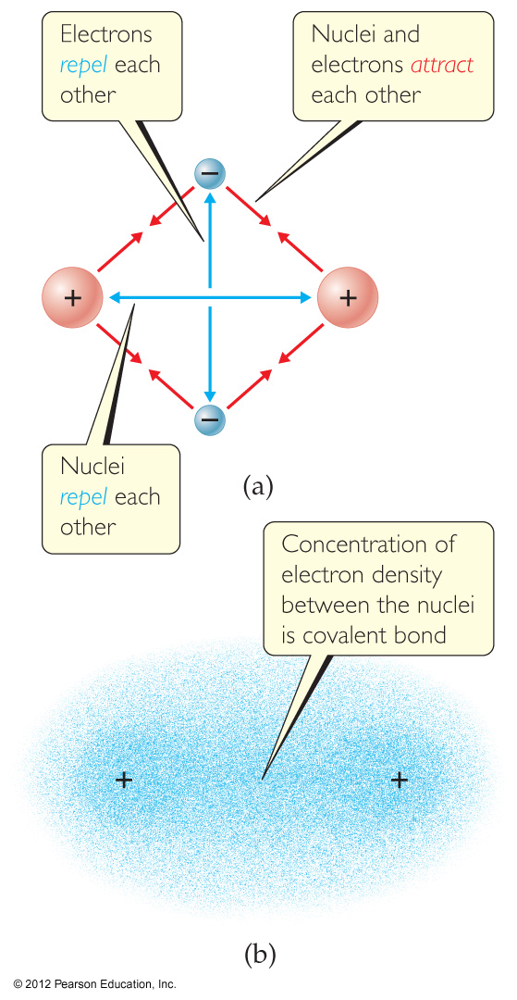 Electrons
repel each
other
Nuclei and
electrons attract
each other
−
+
+
−
Nuclei
repel each
other
(a)
Concentration of
electron density
between the nuclei
is covalent bond
+
+
(b)
© 2012 Pearson Education, Inc.